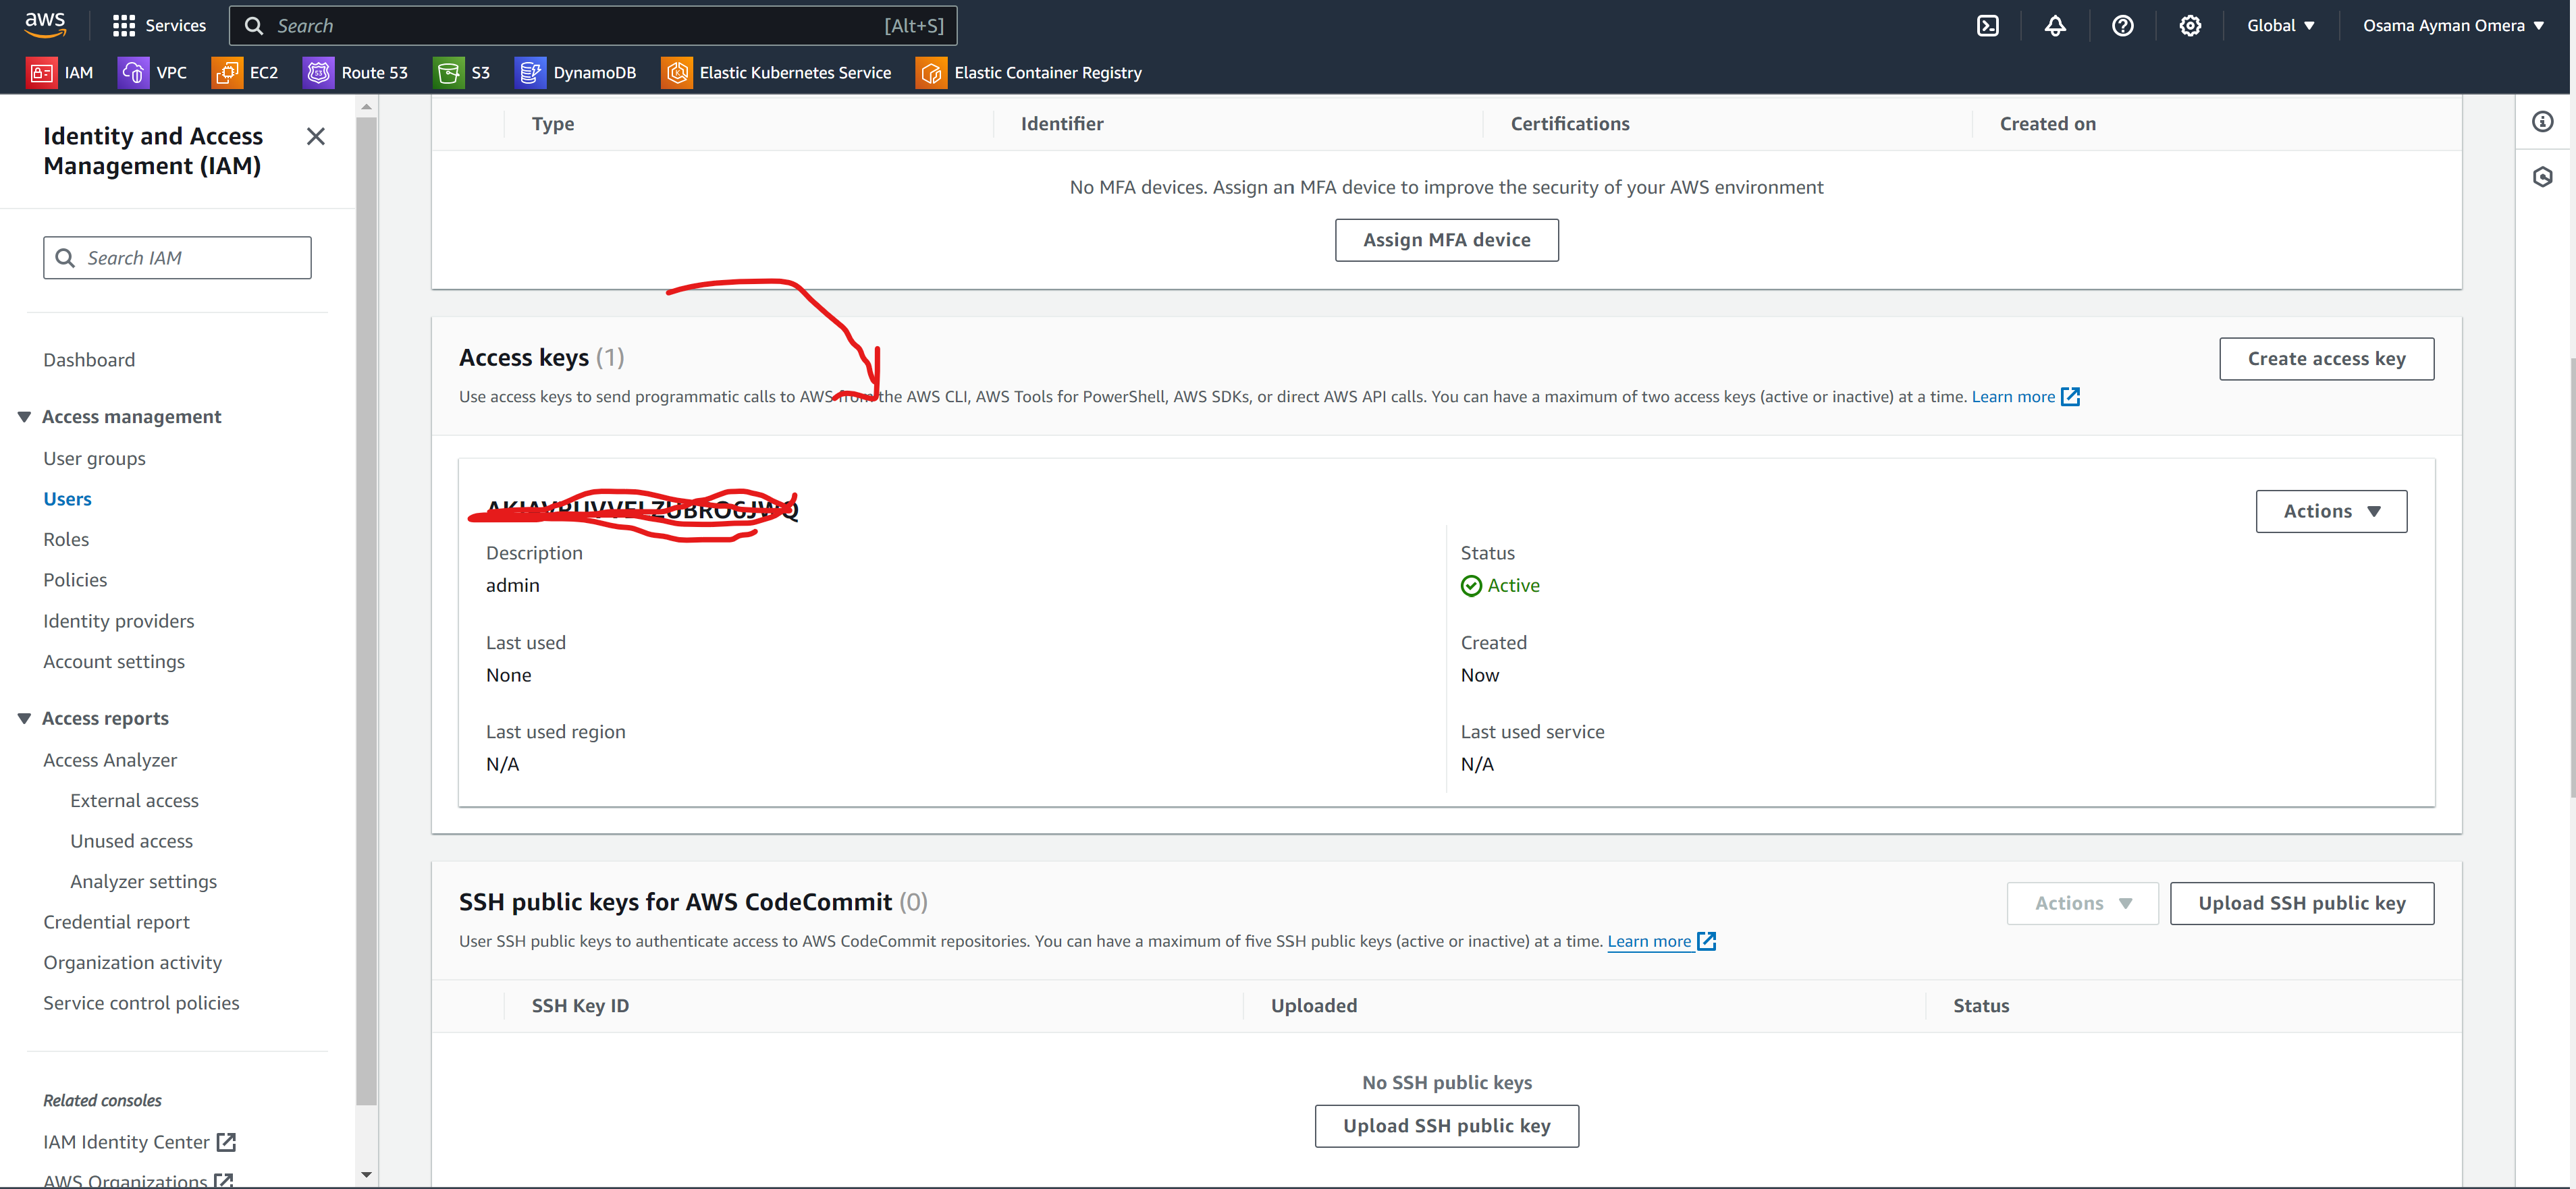 aws
Services
Search
[Alt+S]
Global
Osama Ayman Omera
IAM
VPC
EC2
Route 53
S3
DynamoDB
Elastic Kubernetes Service
Elastic Container Registry
Identity and Access
Management (IAM)
Search IAM
Dashboard
Access management
User groups
Users
Roles
Policies
Identity providers
Account settings
Access reports
Access Analyzer
External access
Unused access
Analyzer settings
Credential report
Organization activity
Service control policies
Related consoles
IAM Identity Center
AWS Organizations
Type
Identifier
Certifications
Created on
No MFA devices. Assign an MFA device to improve the security of your AWS environment
Assign MFA device
Access keys (1)
Create access key
Use access keys to send programmatic calls to AWS from the AWS CLI, AWS Tools for PowerShell, AWS SDKs, or direct AWS API calls. You can have a maximum of two access keys (active or inactive) at a time. Learn more
Actions
Description
admin
Status
Active
Last used
None
Created
Now
Last used region
N/A
Last used service
N/A
SSH public keys for AWS CodeCommit (0)
Actions
Upload SSH public key
User SSH public keys to authenticate access to AWS CodeCommit repositories. You can have a maximum of five SSH public keys (active or inactive) at a time. Learn more
SSH Key ID
Uploaded
Status
No SSH public keys
Upload SSH public key